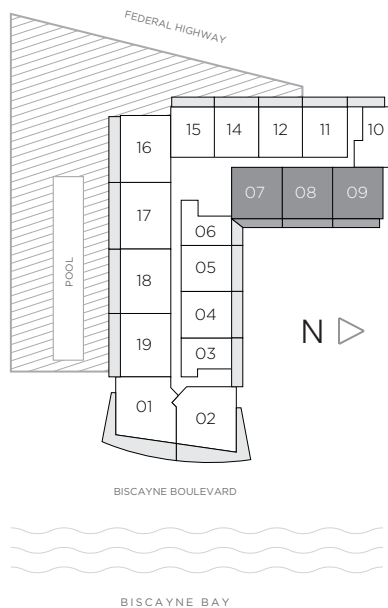 FEDERAL HIGHWAY
15 14 12 11 10
16
07 08 09
17
06
POOL
05
18
04
N
19
03
01
02
BISCAYNE BOULEVARD
BISCAYNE BAY